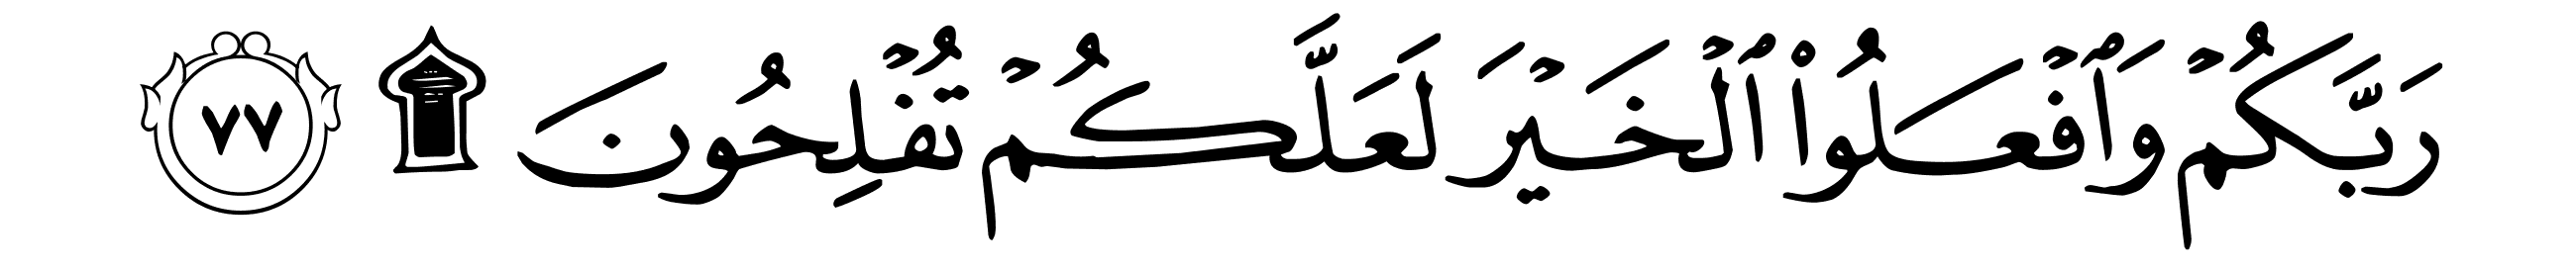 رَبَّكُمْ وَٱفْعَلُوا۟ ٱلْخَيْرَ لَعَلَّكُمْ تُفْلِحُونَ ۩ ٧٧